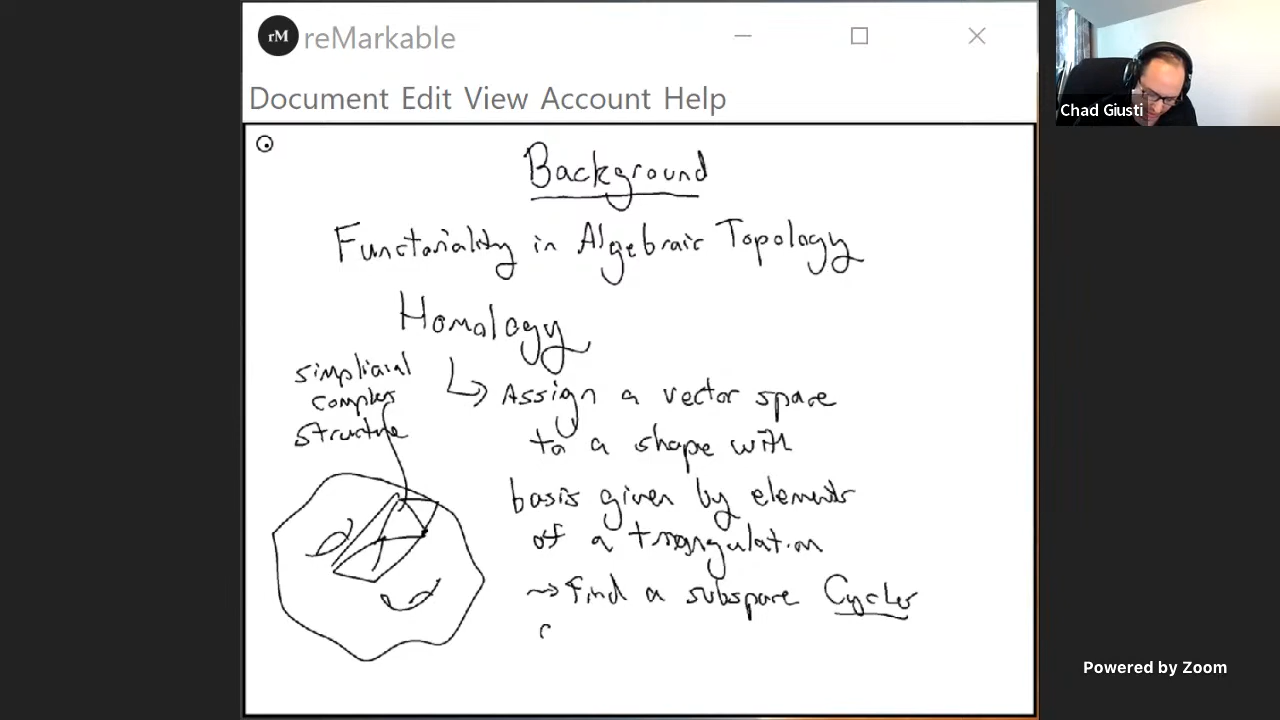 rM reMarkable
Document Edit View Account Help
Chad Giusti
Background
Functoriality in Algebraic Topology
Homology
simplicial
complex
structure
↳ Assign a vector space
to a shape with
basis given by elements
of a triangulation
⇝ Find a subspace Cycles
Powered by Zoom